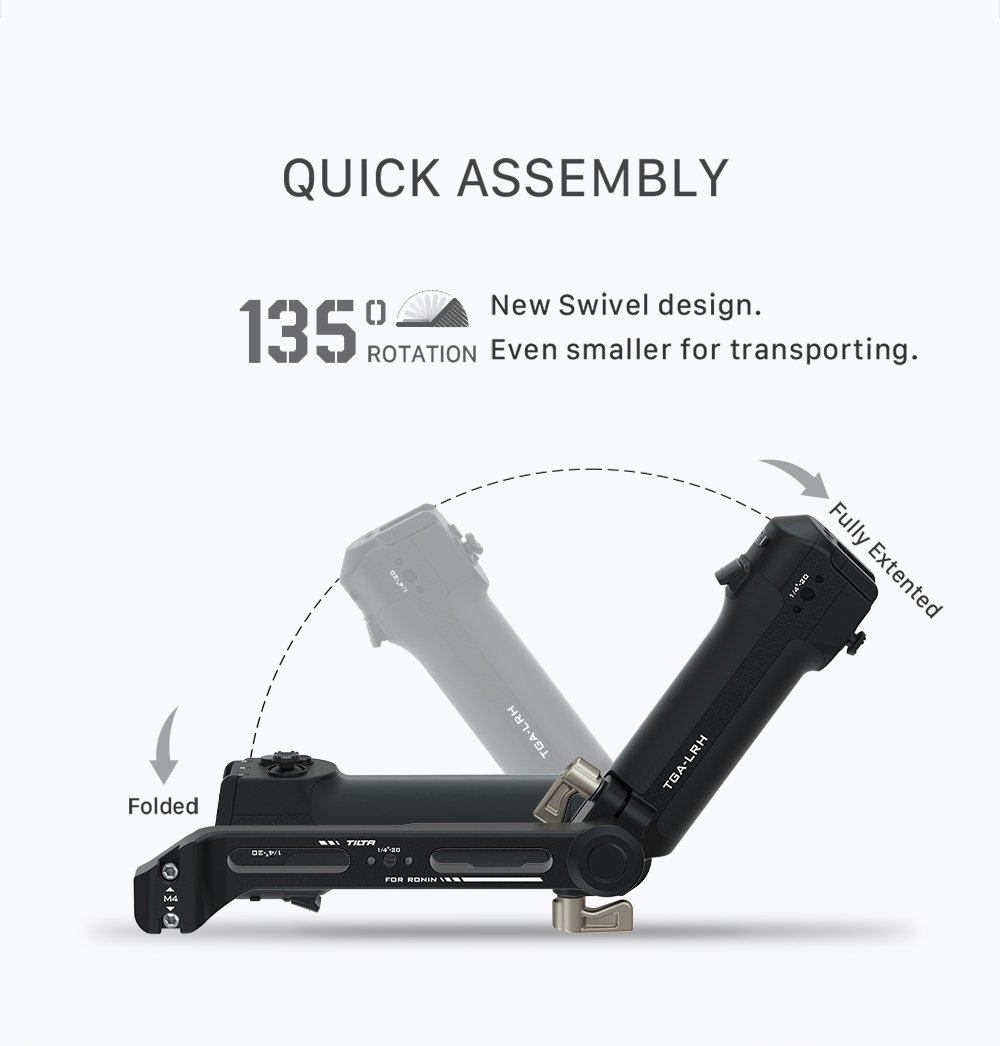 QUICK ASSEMBLY
135°
ROTATION
New Swivel design.
Even smaller for transporting.
Fully Extented
Folded
1/4"-20
1/4"-20
TGA-LRH
TGA-LRH
TILTA
1/4"-20
1/4"-20
FOR RONIN
M4